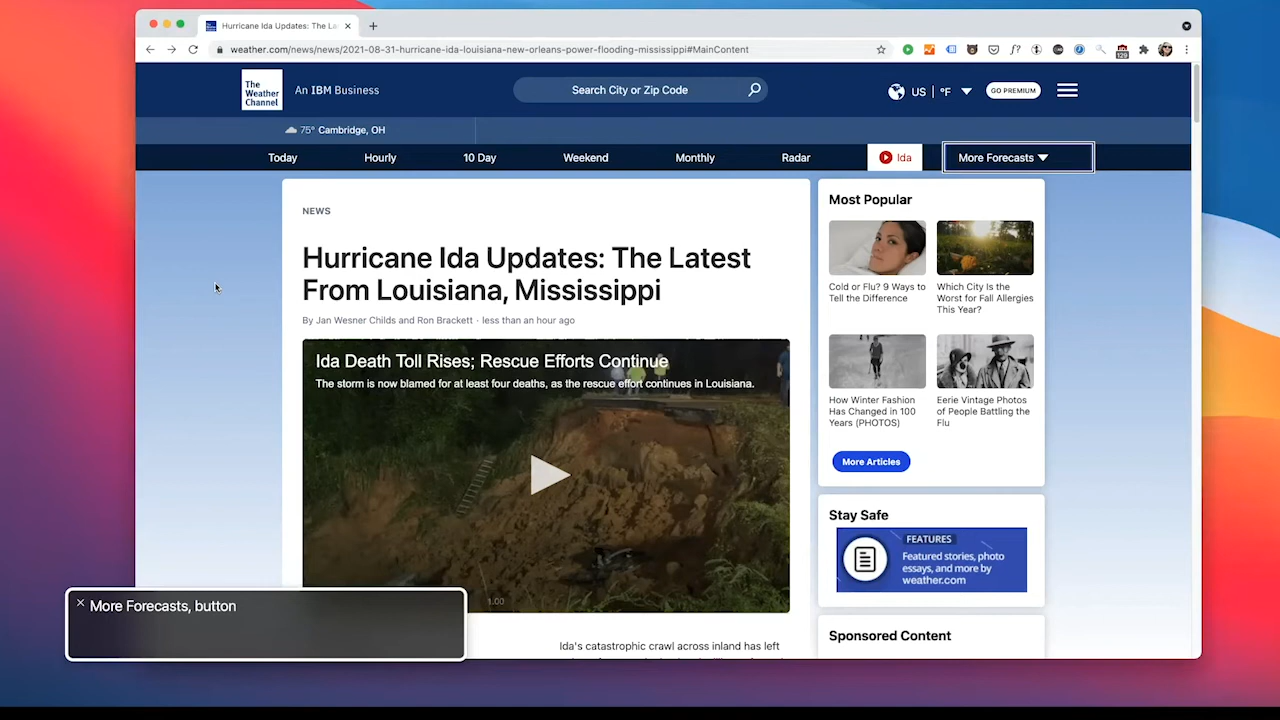 Hurricane Ida Updates: The La
weather.com/news/news/2021-08-31-hurricane-ida-louisiana-new-orleans-power-flooding-mississippi#MainContent
129
The
Weather
Channel
An IBM Business
Search City or Zip Code
US | °F
GO PREMIUM
75° Cambridge, OH
Today
Hourly
10 Day
Weekend
Monthly
Radar
Ida
More Forecasts
NEWS
Hurricane Ida Updates: The Latest
From Louisiana, Mississippi
By Jan Wesner Childs and Ron Brackett · less than an hour ago
Ida Death Toll Rises; Rescue Efforts Continue
The storm is now blamed for at least four deaths, as the rescue effort continues in Louisiana.
1.00
Ida's catastrophic crawl across inland has left
Most Popular
Cold or Flu? 9 Ways to
Tell the Difference
Which City Is the
Worst for Fall Allergies
This Year?
How Winter Fashion
Has Changed in 100
Years (PHOTOS)
Eerie Vintage Photos
of People Battling the
Flu
More Articles
Stay Safe
FEATURES
Featured stories, photo
essays, and more by
weather.com
Sponsored Content
More Forecasts, button